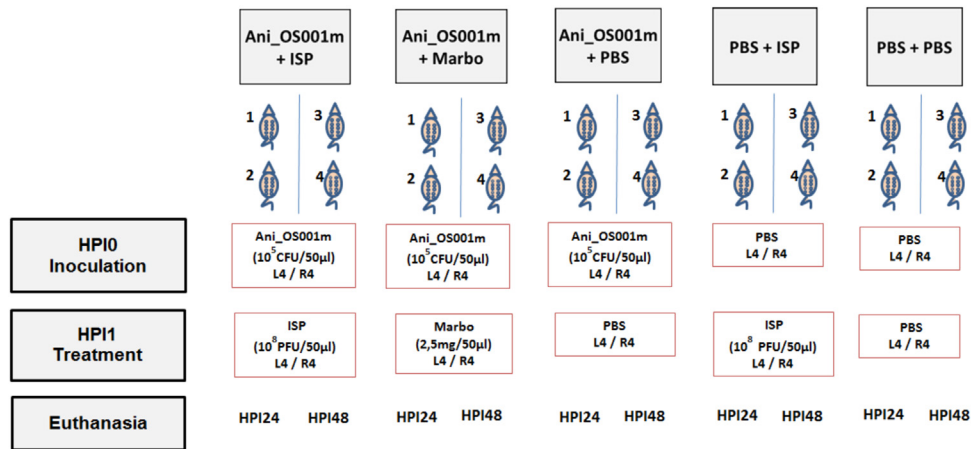 Ani_OS001m
+ ISP
Ani_OS001m
+ Marbo
Ani_OS001m
+ PBS
PBS + ISP
PBS + PBS
1 3 1 3 1 3 1 3 1 3
2 4 2 4 2 4 2 4 2 4
HPI0
Inoculation
Ani_OS001m
(10⁵CFU/50µl)
L4 / R4
Ani_OS001m
(10⁵CFU/50µl)
L4 / R4
Ani_OS001m
(10⁵CFU/50µl)
L4 / R4
PBS
L4 / R4
PBS
L4 / R4
HPI1
Treatment
ISP
(10⁸PFU/50µl)
L4 / R4
Marbo
(2,5mg/50µl)
L4 / R4
PBS
L4 / R4
ISP
(10⁸ PFU/50µl)
L4 / R4
PBS
L4 / R4
Euthanasia
HPI24 HPI48 HPI24 HPI48 HPI24 HPI48 HPI24 HPI48 HPI24 HPI48